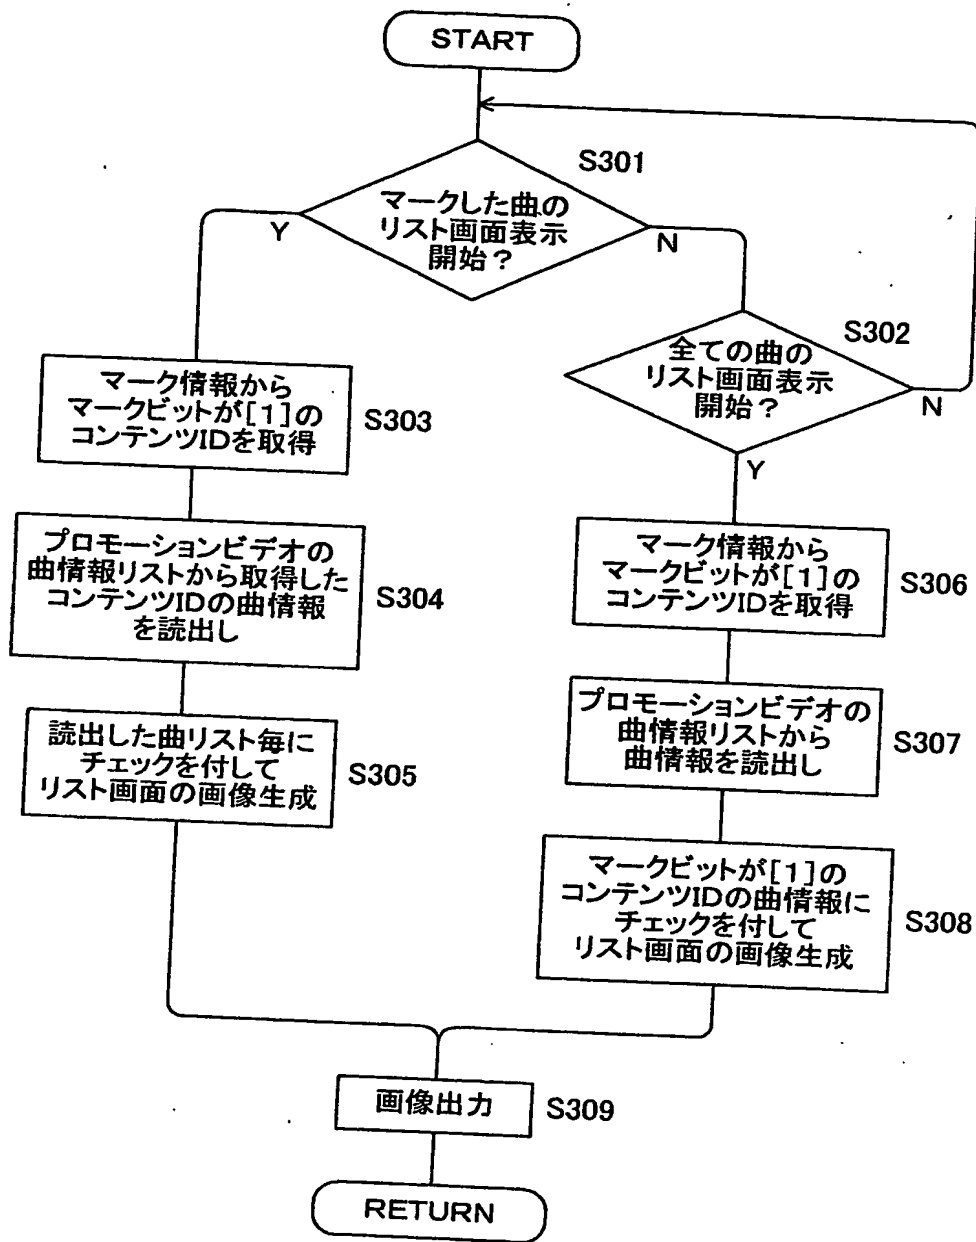 START
S301
マークした曲の
リスト画面表示
開始？
Y
N
S302
全ての曲の
リスト画面表示
開始？
N
Y
マーク情報から
マークビットが[1]の
コンテンツIDを取得
S303
プロモーションビデオの
曲情報リストから取得した
コンテンツIDの曲情報
を読出し
S304
読出した曲リスト毎に
チェックを付して
リスト画面の画像生成
S305
マーク情報から
マークビットが[1]の
コンテンツIDを取得
S306
プロモーションビデオの
曲情報リストから
曲情報を読出し
S307
マークビットが[1]の
コンテンツIDの曲情報に
チェックを付して
リスト画面の画像生成
S308
画像出力
S309
RETURN